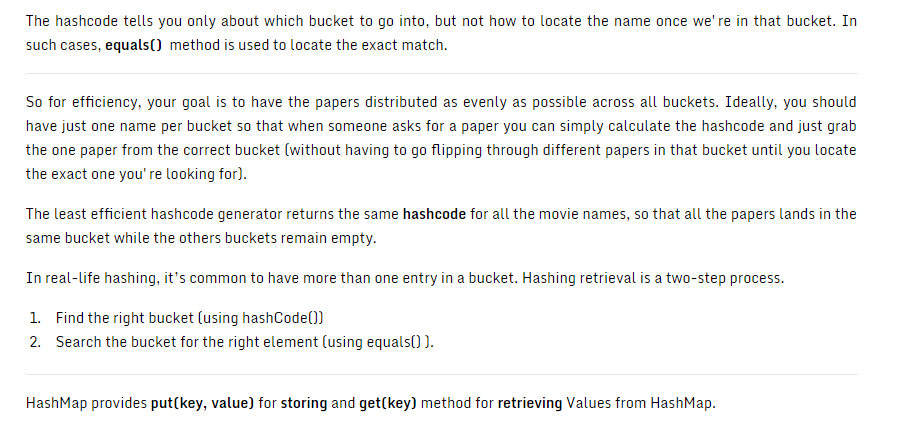 The hashcode tells you only about which bucket to go into, but not how to locate the name once we're in that bucket. In
such cases, equals() method is used to locate the exact match.
So for efficiency, your goal is to have the papers distributed as evenly as possible across all buckets. Ideally, you should
have just one name per bucket so that when someone asks for a paper you can simply calculate the hashcode and just grab
the one paper from the correct bucket (without having to go flipping through different papers in that bucket until you locate
the exact one you're looking for).
The least efficient hashcode generator returns the same hashcode for all the movie names, so that all the papers lands in the
same bucket while the others buckets remain empty.
In real-life hashing, it's common to have more than one entry in a bucket. Hashing retrieval is a two-step process.
1. Find the right bucket (using hashCode())
2. Search the bucket for the right element (using equals() ).
HashMap provides put(key, value) for storing and get(key) method for retrieving Values from HashMap.